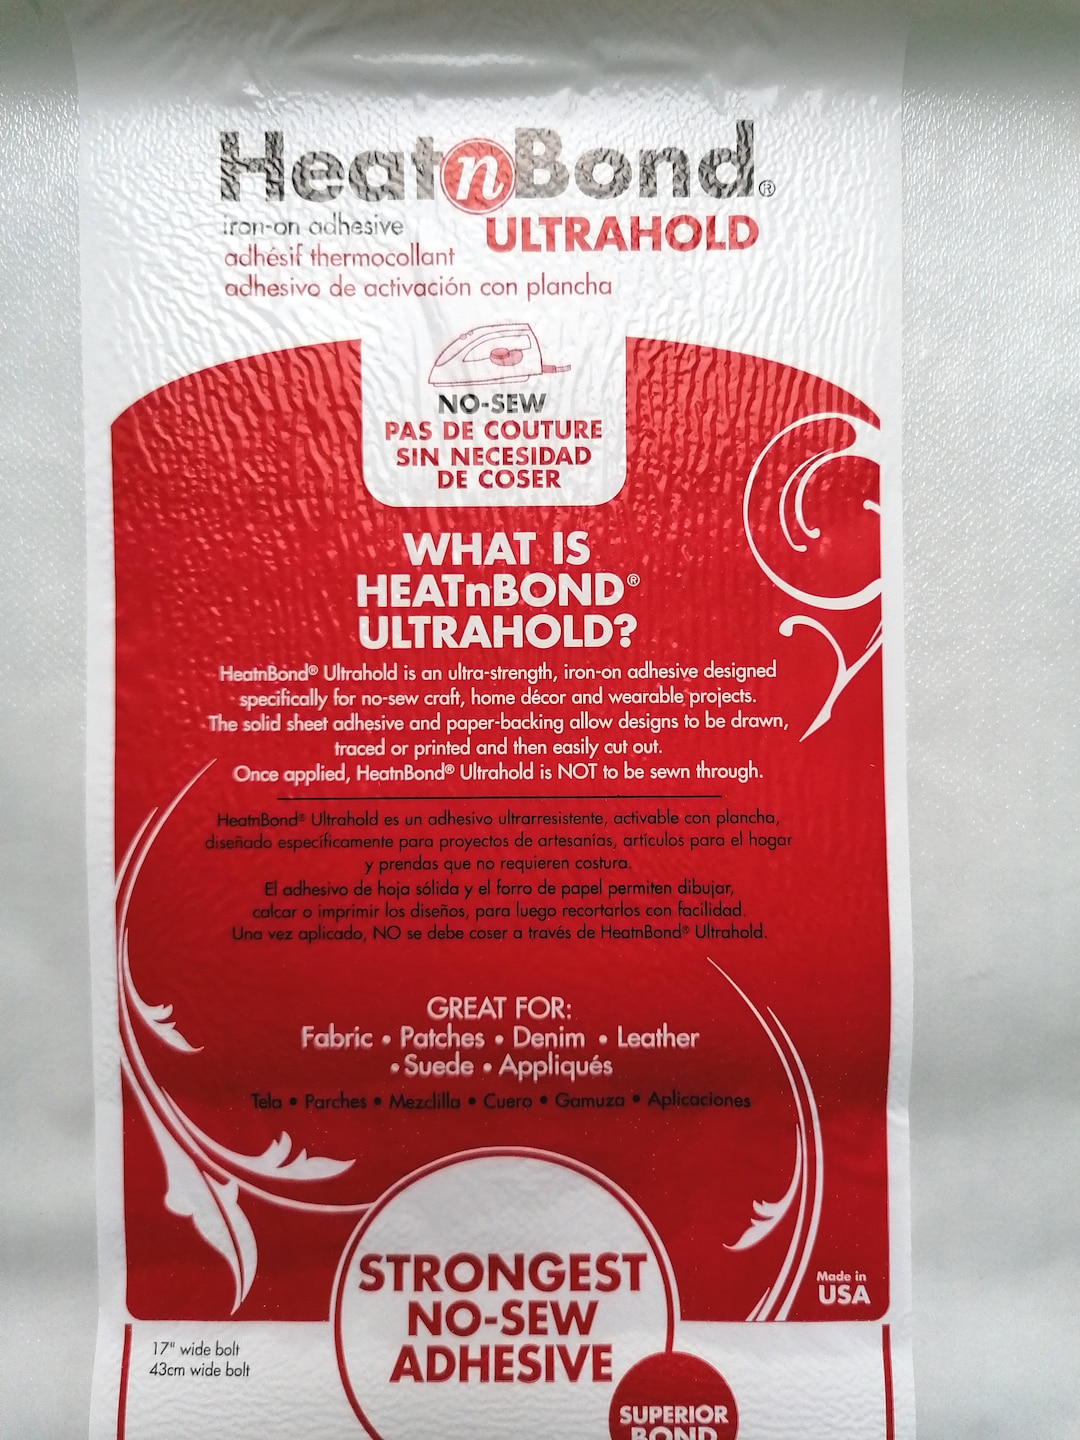 HeatnBond®
iron-on adhesive
ULTRAHOLD
adhésif thermocollant
adhesivo de activación con plancha
NO-SEW
PAS DE COUTURE
SIN NECESIDAD
DE COSER
WHAT IS
HEATnBOND®
ULTRAHOLD?
HeatnBond® Ultrahold is an ultra-strength, iron-on adhesive designed
specifically for no-sew craft, home décor and wearable projects.
The solid sheet adhesive and paper-backing allow designs to be drawn,
traced or printed and then easily cut out.
Once applied, HeatnBond® Ultrahold is NOT to be sewn through.
HeatnBond® Ultrahold es un adhesivo ultrarresistente, activable con plancha,
diseñado específicamente para proyectos de artesanías, artículos para el hogar
y prendas que no requieren costura.
El adhesivo de hoja sólida y el forro de papel permiten dibujar,
calcar o imprimir los diseños, para luego recortarlos con facilidad.
Una vez aplicado, NO se debe coser a través de HeatnBond® Ultrahold.
GREAT FOR:
Fabric • Patches • Denim • Leather
• Suede • Appliqués
Tela • Parches • Mezclilla • Cuero • Gamuza • Aplicaciones
STRONGEST
NO-SEW
ADHESIVE
Made in
USA
17" wide bolt
43cm wide bolt
SUPERIOR
BOND